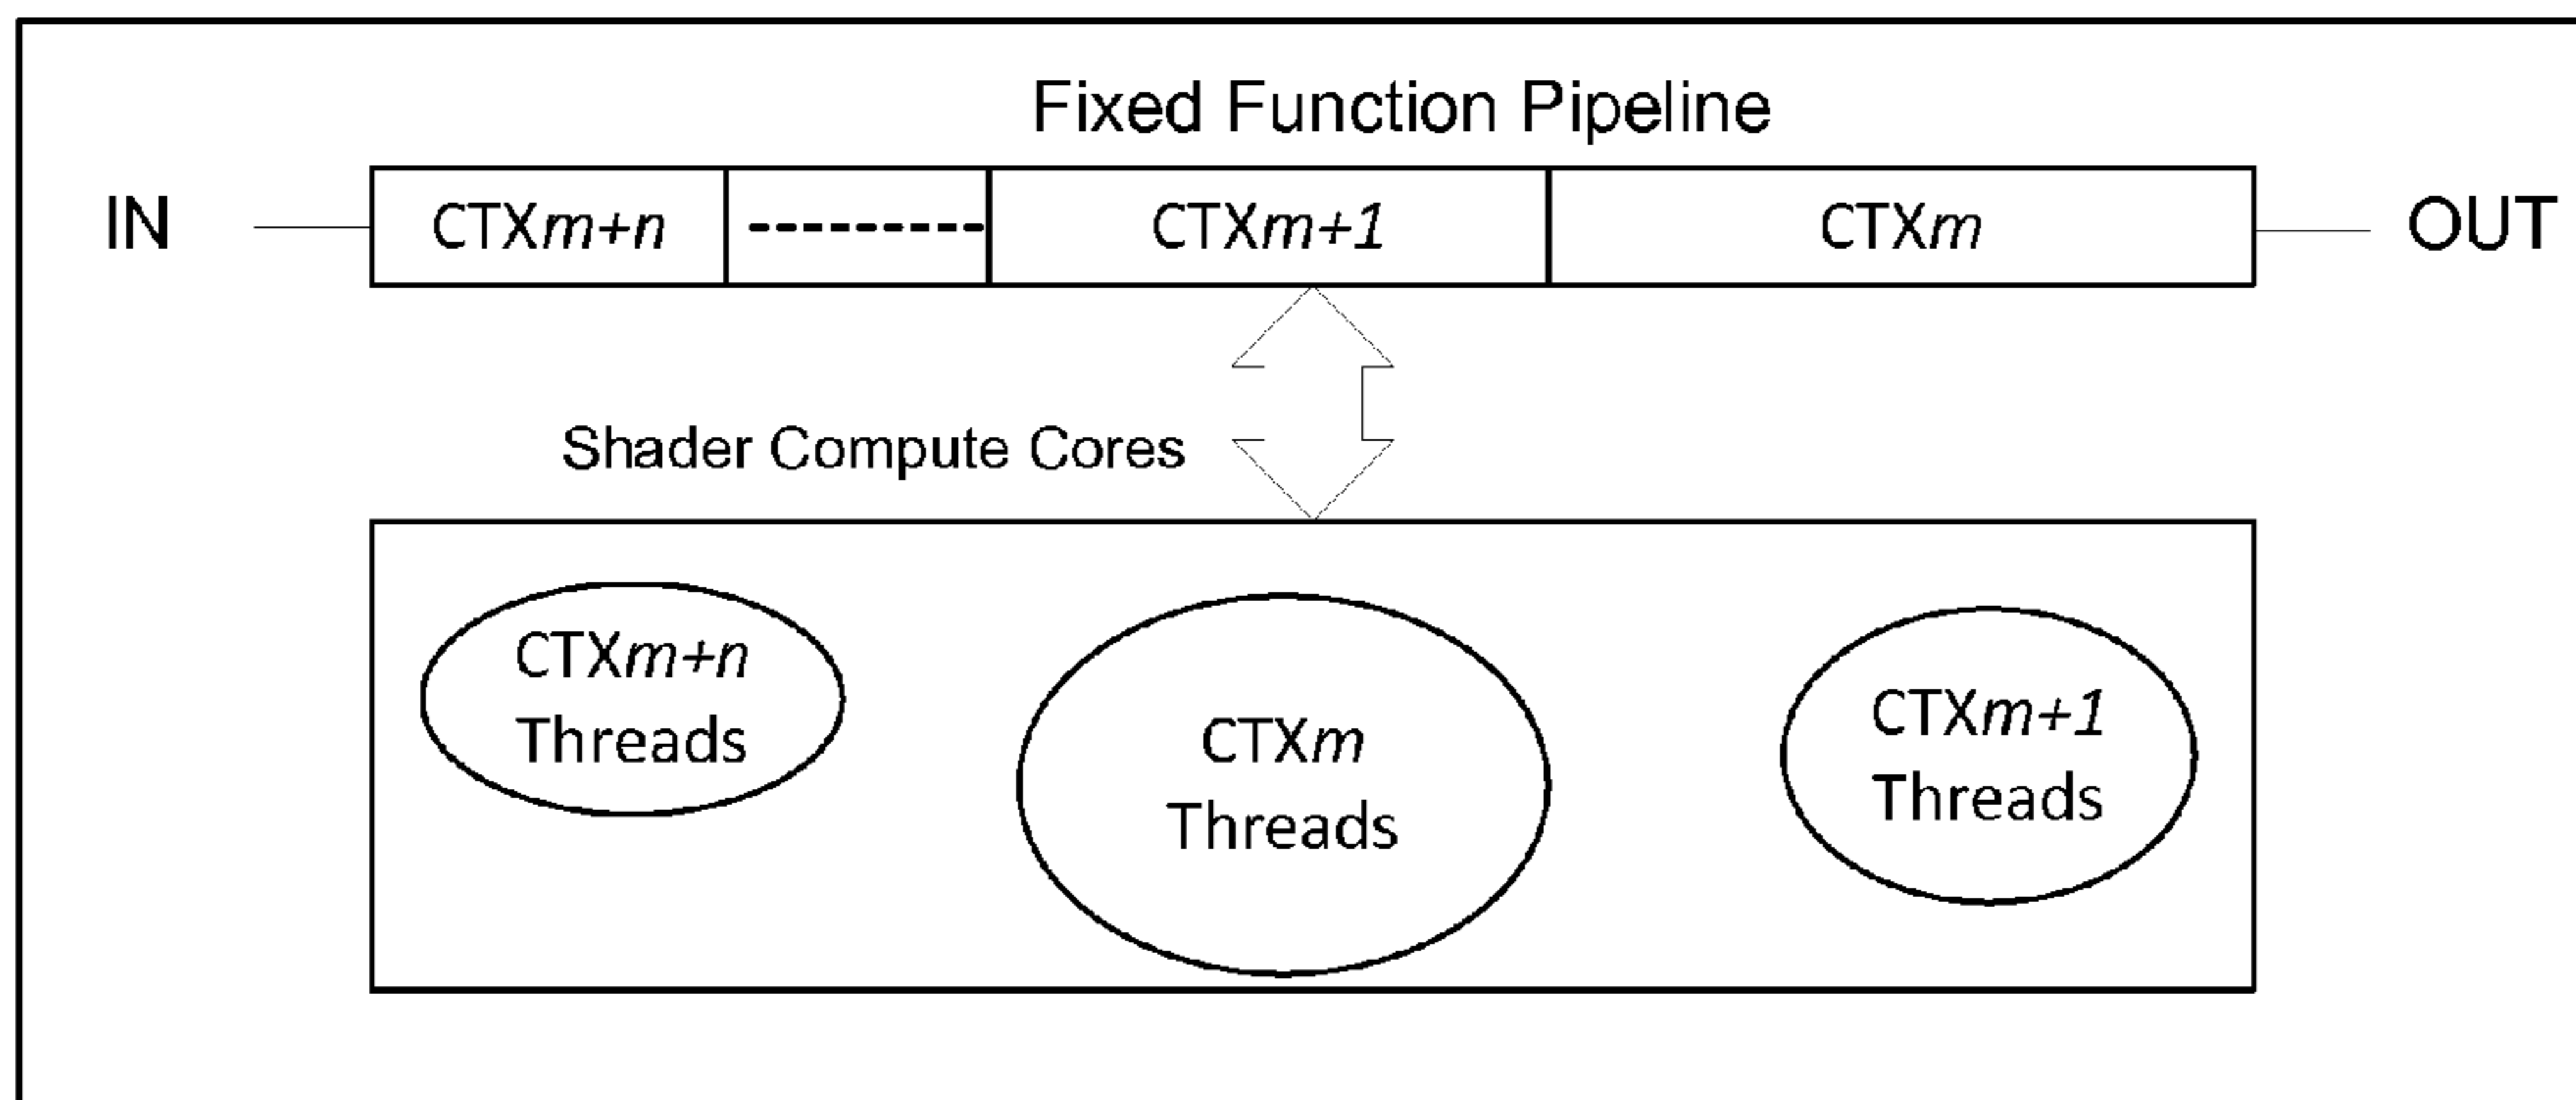 Fixed Function Pipeline
IN
CTXm+n
CTXm+1
CTXm
OUT
Shader Compute Cores
CTXm+n
Threads
CTXm
Threads
CTXm+1
Threads